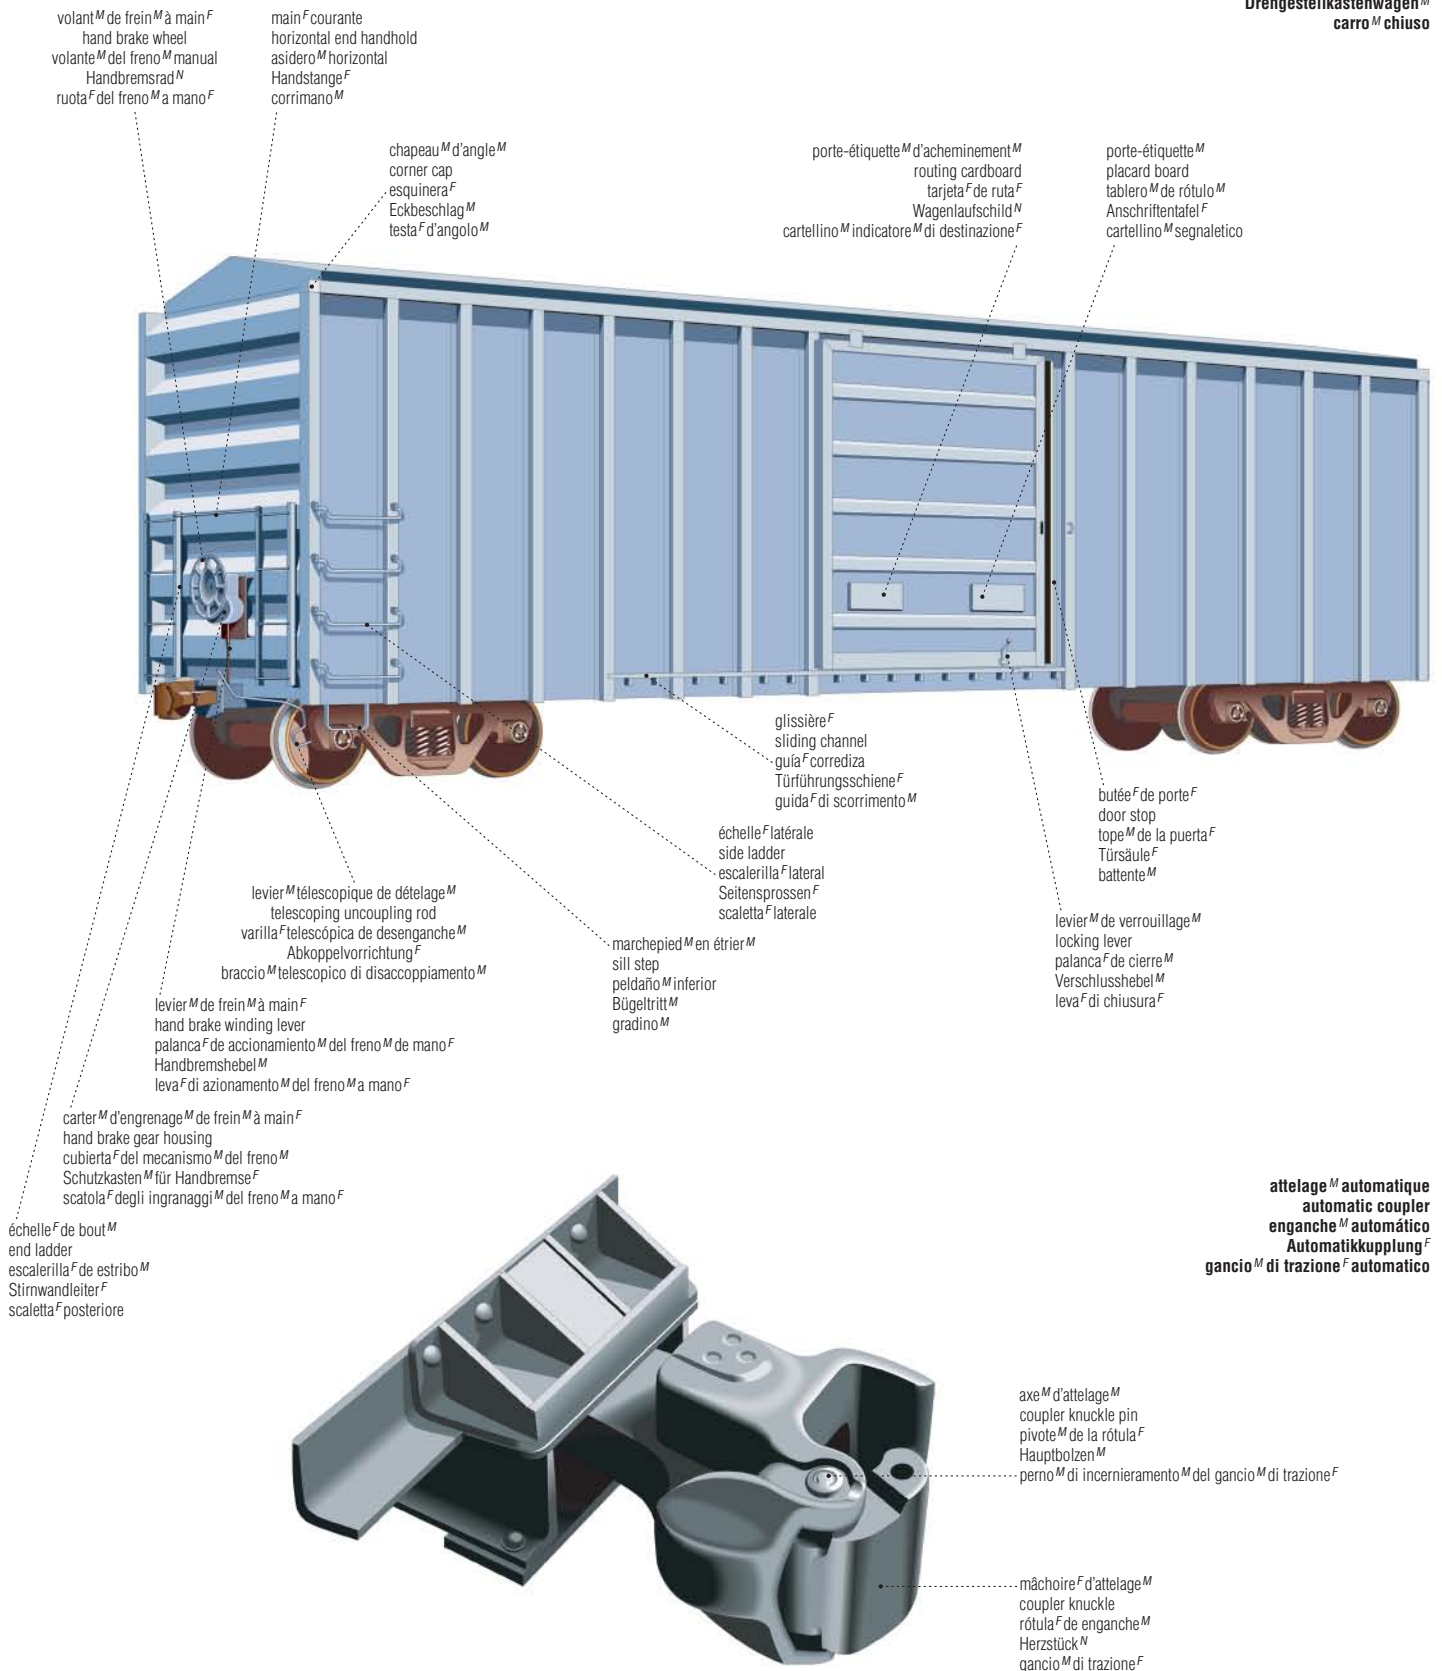 Drehgestellkastenwagen M
carro M chiuso
volant M de frein M à main F
hand brake wheel
volante M del freno M manual
Handbremsrad N
ruota F del freno M a mano F
main F courante
horizontal end handhold
asidero M horizontal
Handstange F
corrimano M
chapeau M d'angle M
corner cap
esquinera F
Eckbeschlag M
testa F d'angolo M
porte-étiquette M d'acheminement M
routing cardboard
tarjeta F de ruta F
Wagenlaufschild N
cartellino M indicatore M di destinazione F
porte-étiquette M
placard board
tablero M de rótulo M
Anschriftentafel F
cartellino M segnaletico
glissière F
sliding channel
guía F corrediza
Türführungsschiene F
guida F di scorrimento M
butée F de porte F
door stop
tope M de la puerta F
Türsäule F
battente M
échelle F latérale
side ladder
escalerilla F lateral
Seitensprossen F
scaletta F laterale
levier M télescopique de dételage M
telescoping uncoupling rod
varilla F telescópica de desenganche M
Abkoppelvorrichtung F
braccio M telescopico di disaccoppiamento M
marchepied M en étrier M
sill step
peldaño M inferior
Bügeltritt M
gradino M
levier M de verrouillage M
locking lever
palanca F de cierre M
Verschlusshebel M
leva F di chiusura F
levier M de frein M à main F
hand brake winding lever
palanca F de accionamiento M del freno M de mano F
Handbremshebel M
leva F di azionamento M del freno M a mano F
carter M d'engrenage M de frein M à main F
hand brake gear housing
cubierta F del mecanismo M del freno M
Schutzkasten M für Handbremse F
scatola F degli ingranaggi M del freno M a mano F
échelle F de bout M
end ladder
escalerilla F de estribo M
Stirnwandleiter F
scaletta F posteriore
attelage M automatique
automatic coupler
enganche M automático
Automatikkupplung F
gancio M di trazione F automatico
axe M d'attelage M
coupler knuckle pin
pivote M de la rótula F
Hauptbolzen M
perno M di incernieramento M del gancio M di trazione F
mâchoire F d'attelage M
coupler knuckle
rótula F de enganche M
Herzstück N
gancio M di trazione F